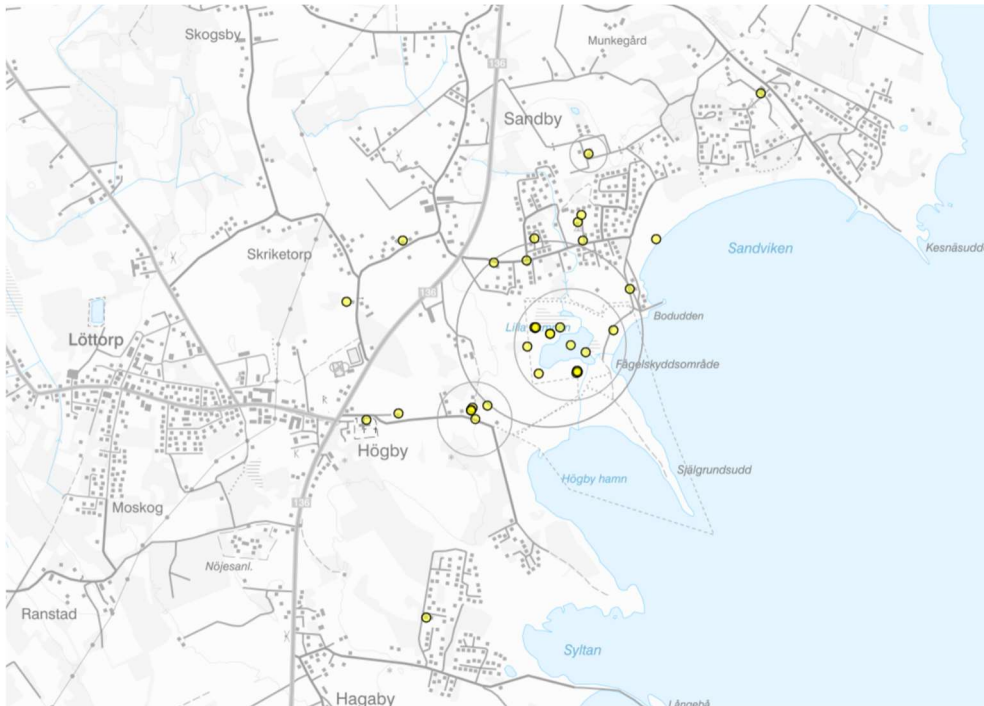 Skogsby
Munkegård
136
Sandby
Skriketorp
Sandviken
Kesnäsudd
136
Bodudden
Löttorp
Fågelskyddsområde
Högby
Själgrundsudd
Högby hamn
136
Moskog
Nöjesanl.
Ranstad
Syltan
Hagaby